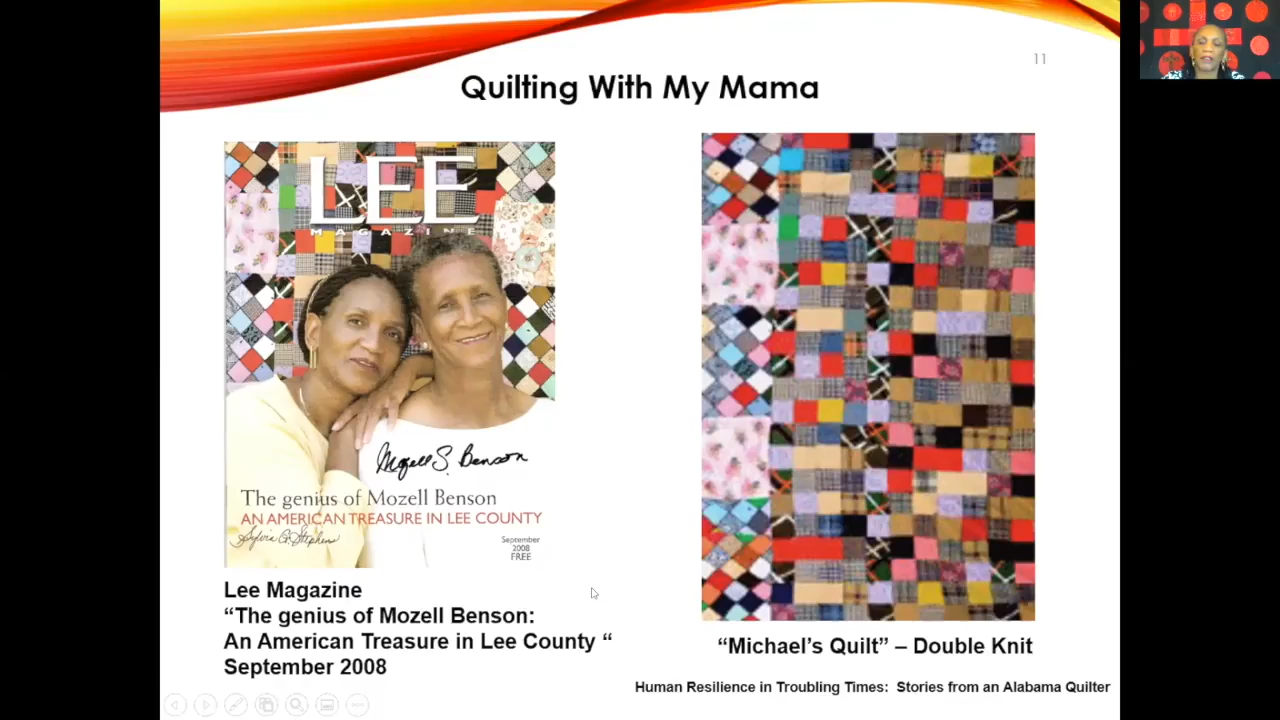 11
Quilting With My Mama
LEE
MAGAZINE
Mozell S. Benson
The genius of Mozell Benson
AN AMERICAN TREASURE IN LEE COUNTY
Sylvia G. Stephens
September
2008
FREE
Lee Magazine
“The genius of Mozell Benson:
An American Treasure in Lee County “
September 2008
“Michael’s Quilt” – Double Knit
Human Resilience in Troubling Times: Stories from an Alabama Quilter